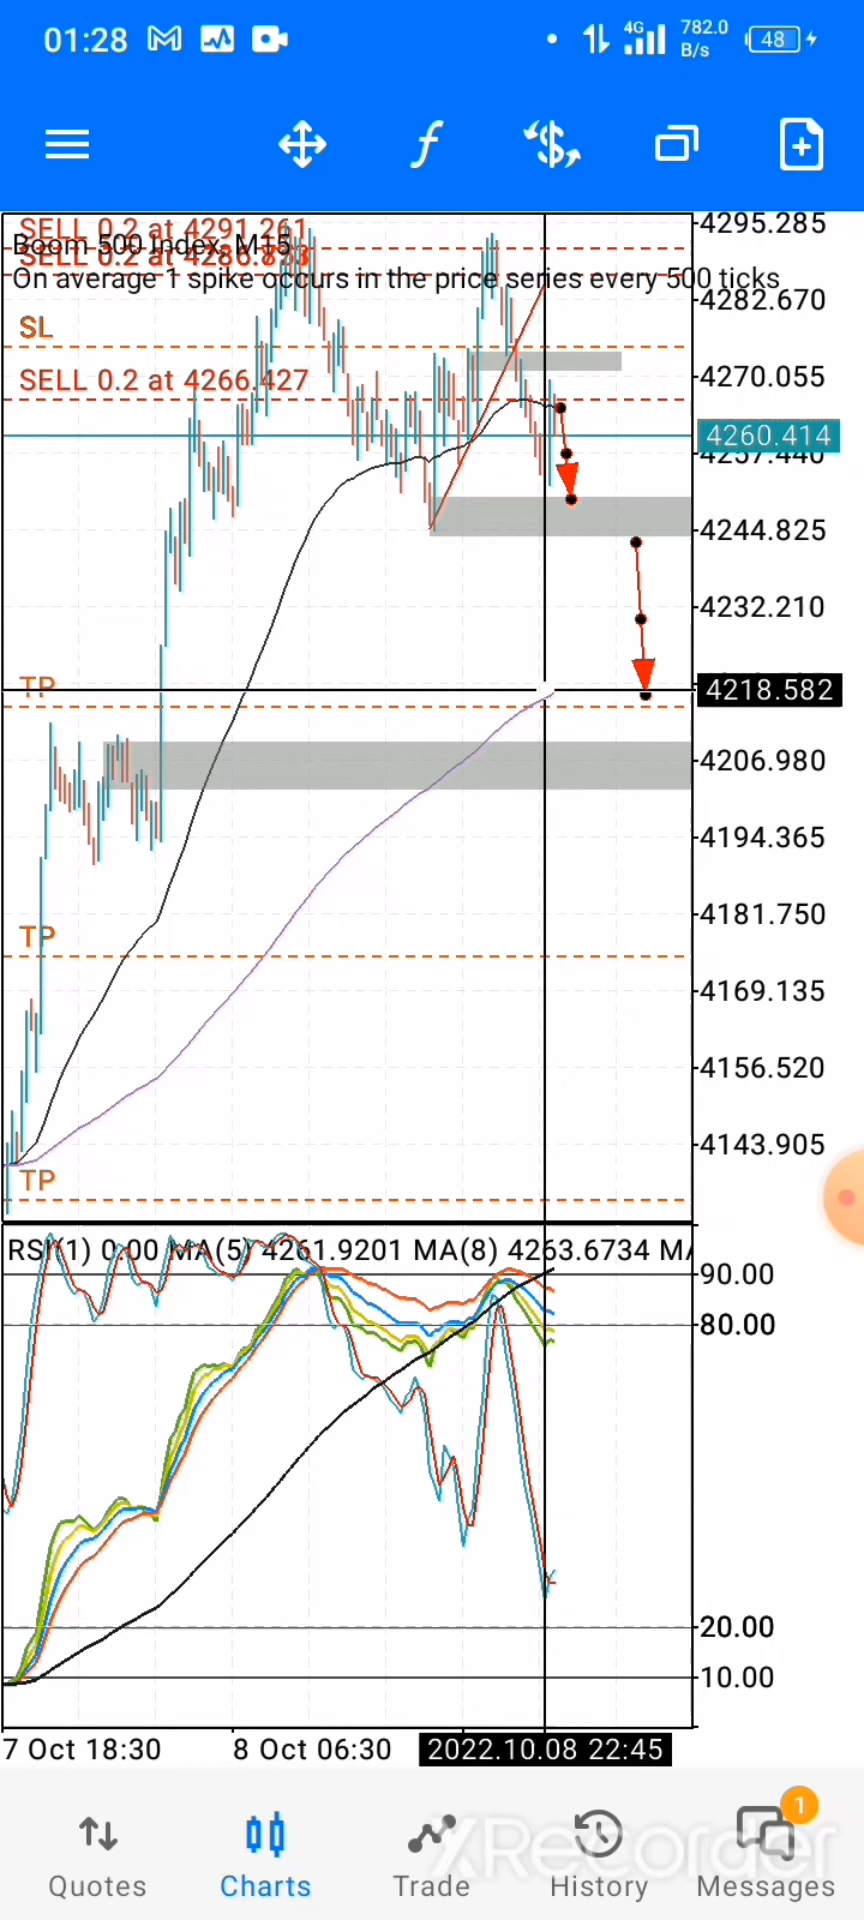 01:28
4G 782.0 B/s 48
SELL 0.2 at 4291.261
Boom 500 Index, M15
On average 1 spike occurs in the price series every 500 ticks
SL
SELL 0.2 at 4266.427
TP
TP
TP
4295.285
4282.670
4270.055
4260.414
4257.440
4244.825
4232.210
4218.582
4206.980
4194.365
4181.750
4169.135
4156.520
4143.905
RSI(1) 0.00 MA(5) 4261.9201 MA(8) 4263.6734
90.00
80.00
20.00
10.00
7 Oct 18:30 8 Oct 06:30 2022.10.08 22:45
1
XRecorder
Quotes Charts Trade History Messages